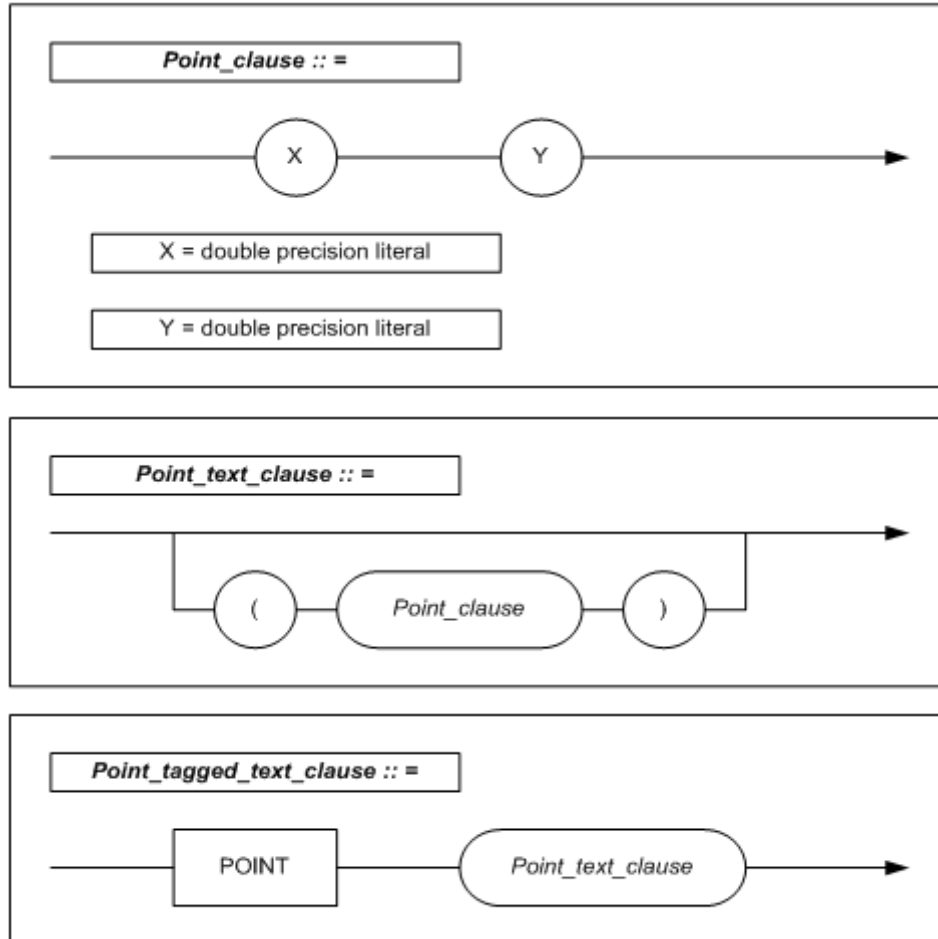 Point_clause :: =
X
Y
X = double precision literal
Y = double precision literal
Point_text_clause :: =
(
Point_clause
)
Point_tagged_text_clause :: =
POINT
Point_text_clause